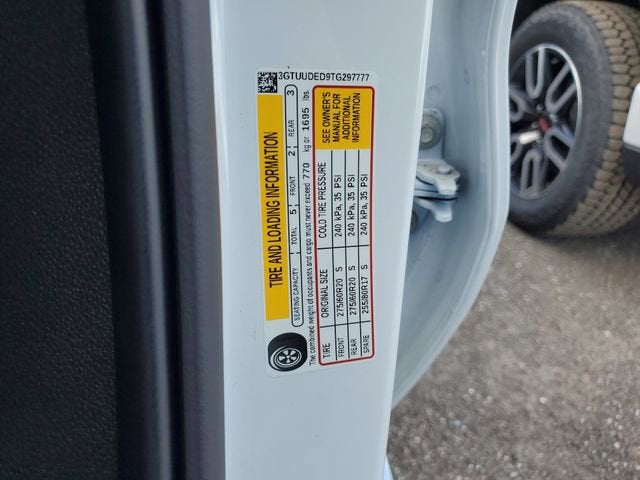 3GTUUDED9TG297777
TIRE AND LOADING INFORMATION
SEATING CAPACITY TOTAL 5 FRONT 2 REAR 3
The combined weight of occupants and cargo must never exceed 770 kg or 1695 lbs.
TIRE ORIGINAL SIZE COLD TIRE PRESSURE
FRONT 275/60R20 S 240 kPa, 35 PSI
REAR 275/60R20 S 240 kPa, 35 PSI
SPARE 255/80R17 S 240 kPa, 35 PSI
SEE OWNER'S
MANUAL FOR
ADDITIONAL
INFORMATION